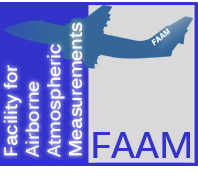 Facility for
Airborne
Atmospheric
Measurements
FAAM
FAAM